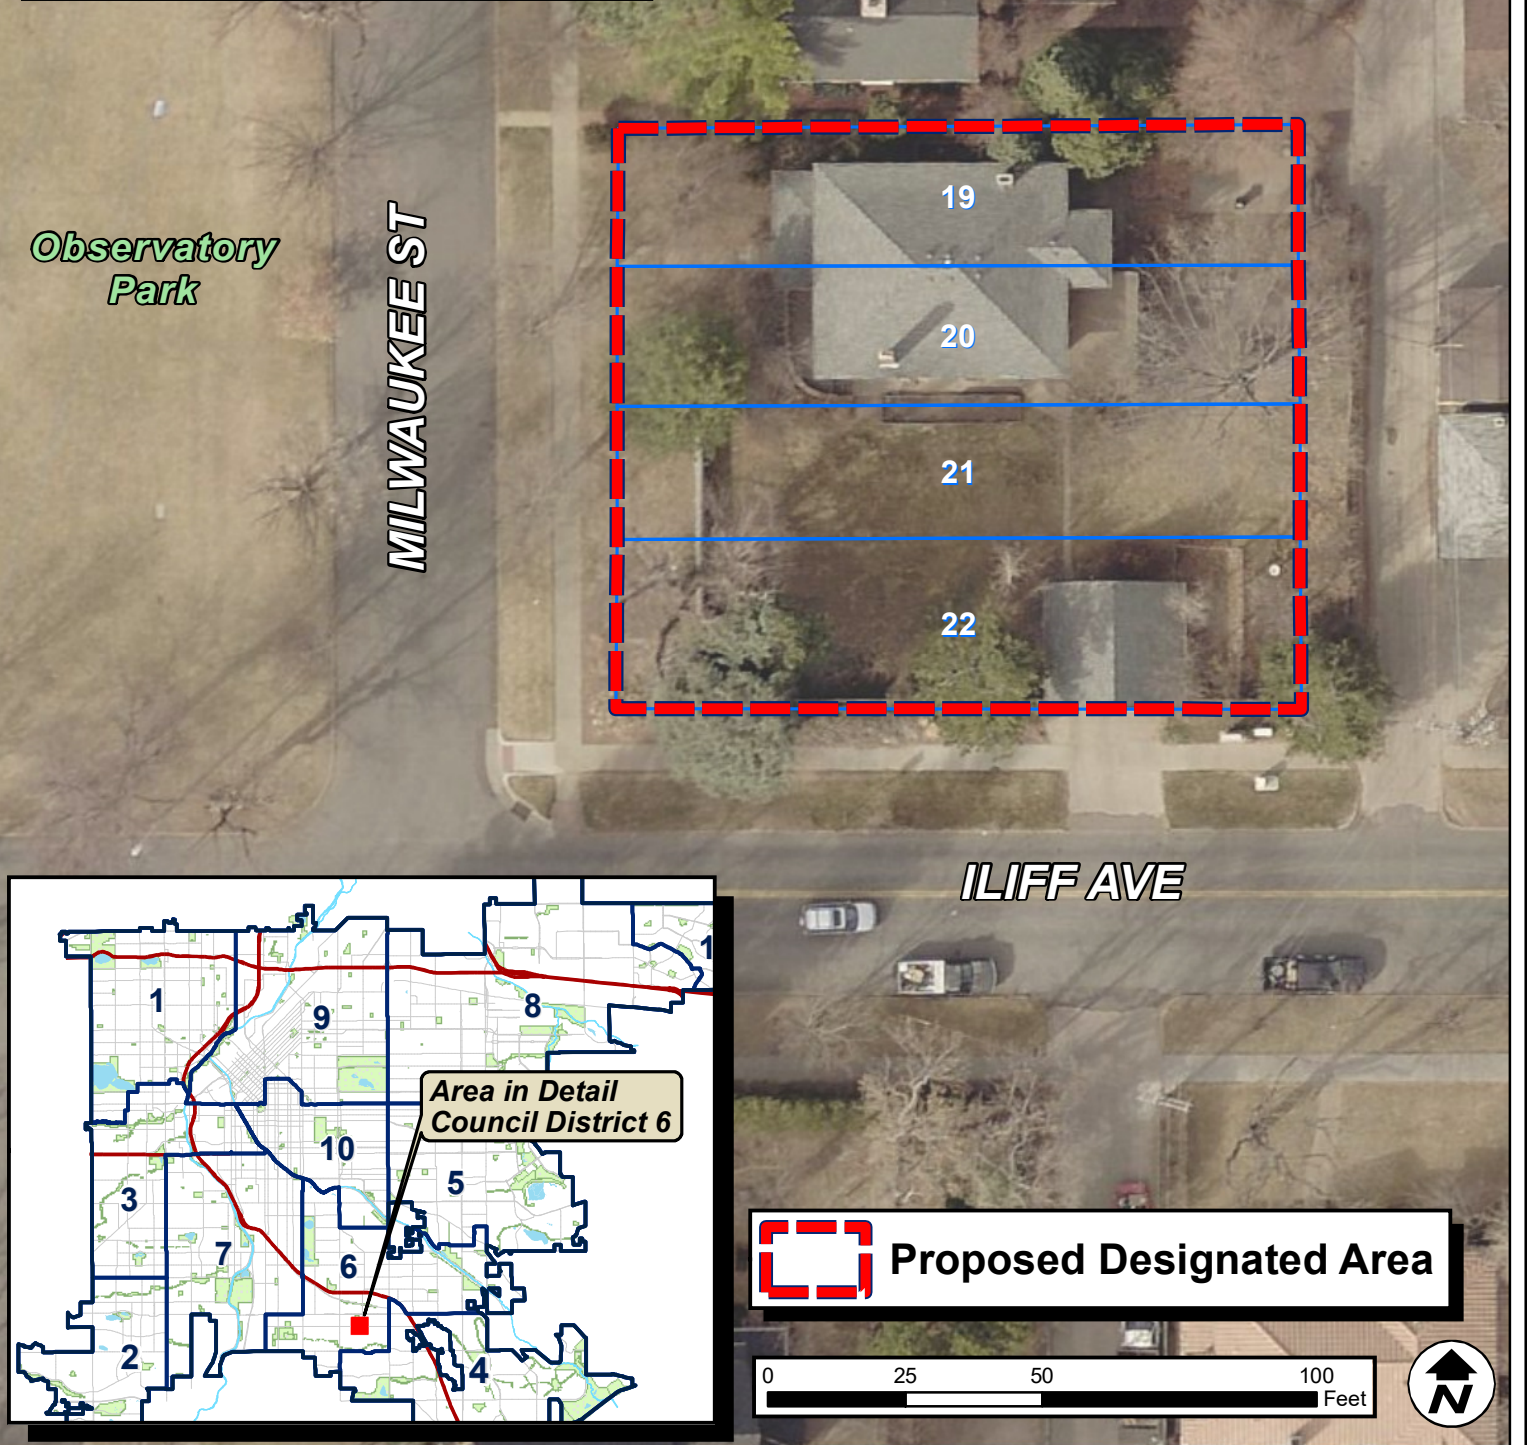 Observatory
Park
MILWAUKEE ST
19
20
21
22
ILIFF AVE
1
9
8
1
Area in Detail
Council District 6
10
5
3
7
6
2
4
Proposed Designated Area
0 25 50 100
Feet
N